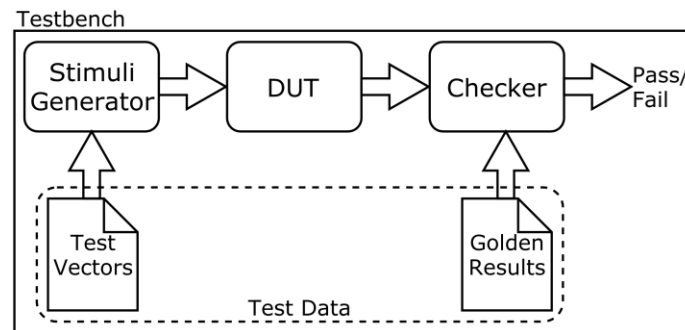 Testbench
Stimuli
Generator
DUT
Checker
Pass/
Fail
Test
Vectors
Golden
Results
Test Data